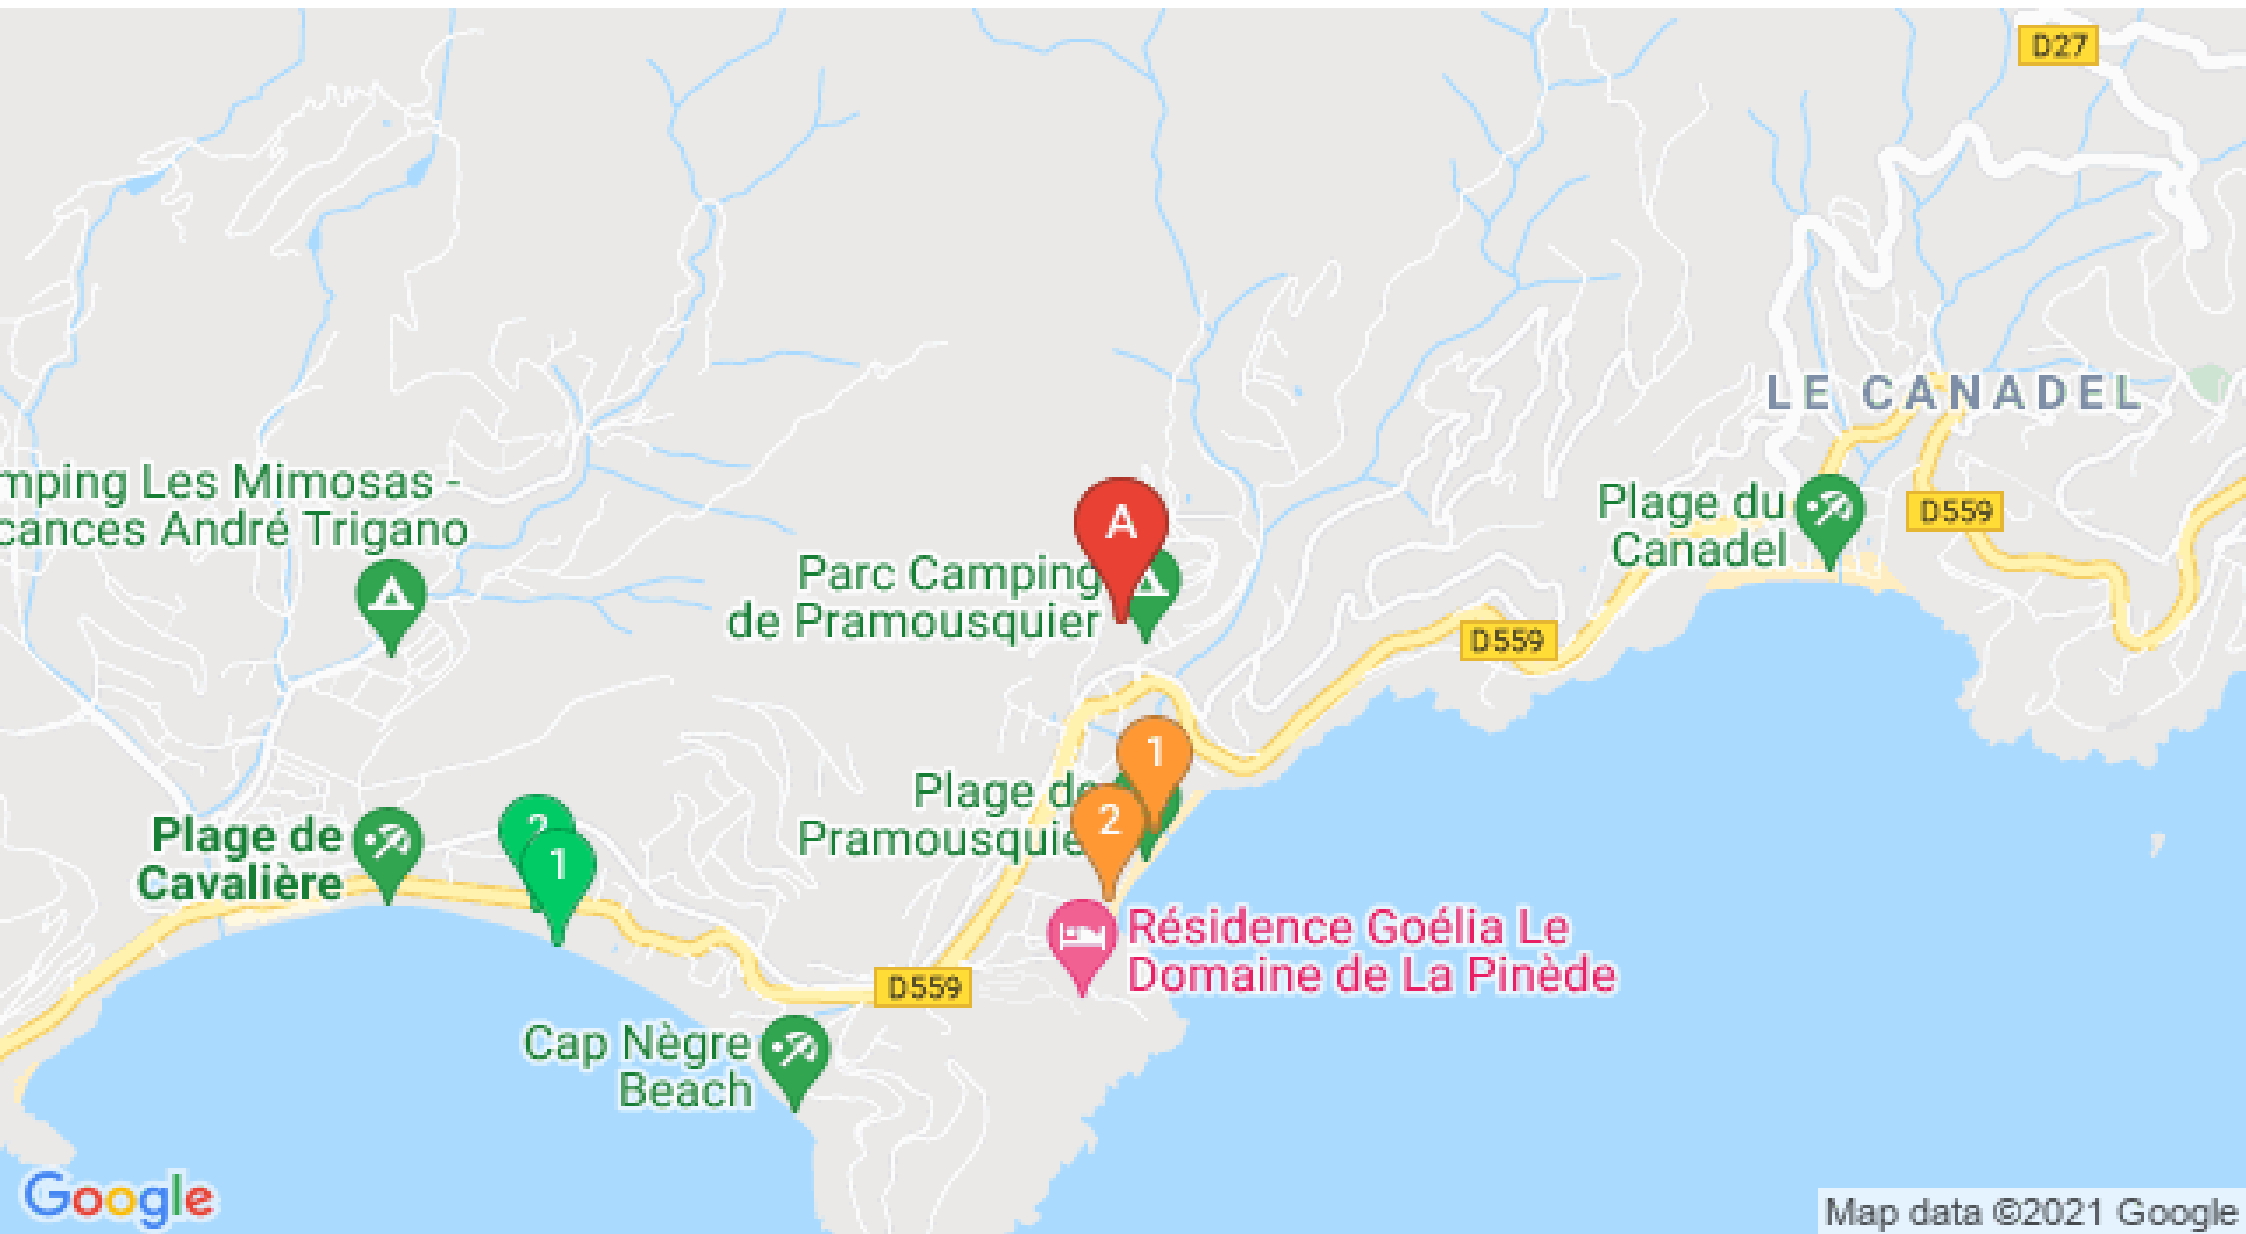 D27
LE CANADEL
mping Les Mimosas -
cances André Trigano
A
Plage du
Canadel
D559
Parc Camping
de Pramousquier
D559
1
Plage de
Pramousquie
2
Plage de
Cavalière
2
1
Résidence Goélia Le
Domaine de La Pinède
D559
Cap Nègre
Beach
Google
Map data ©2021 Google